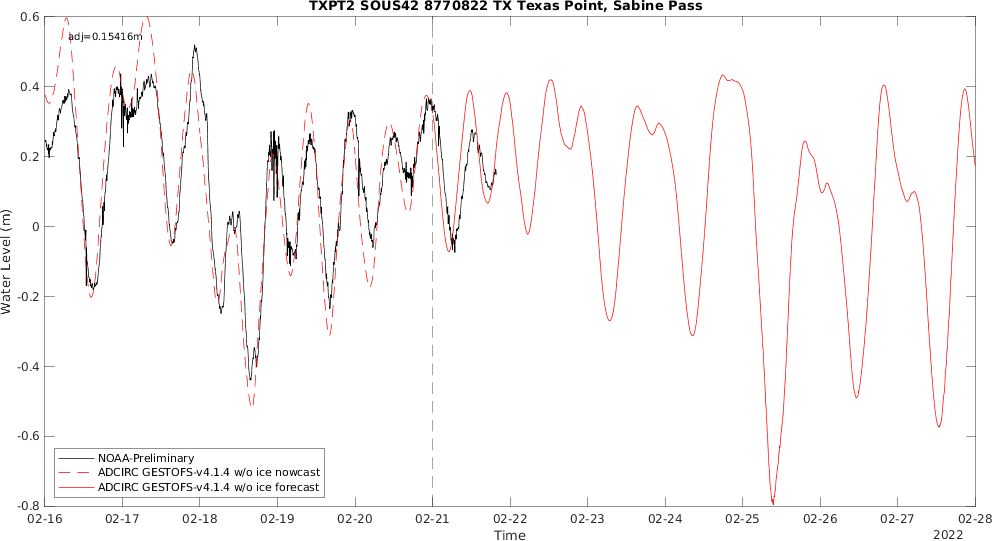 TXPT2 SOUS42 8770822 TX Texas Point, Sabine Pass
adj=0.15416m
0.6
0.4
0.2
0
-0.2
-0.4
-0.6
-0.8
Water Level (m)
NOAA-Preliminary
ADCIRC GESTOFS-v4.1.4 w/o ice nowcast
ADCIRC GESTOFS-v4.1.4 w/o ice forecast
02-16 02-17 02-18 02-19 02-20 02-21 02-22 02-23 02-24 02-25 02-26 02-27 02-28
Time
2022